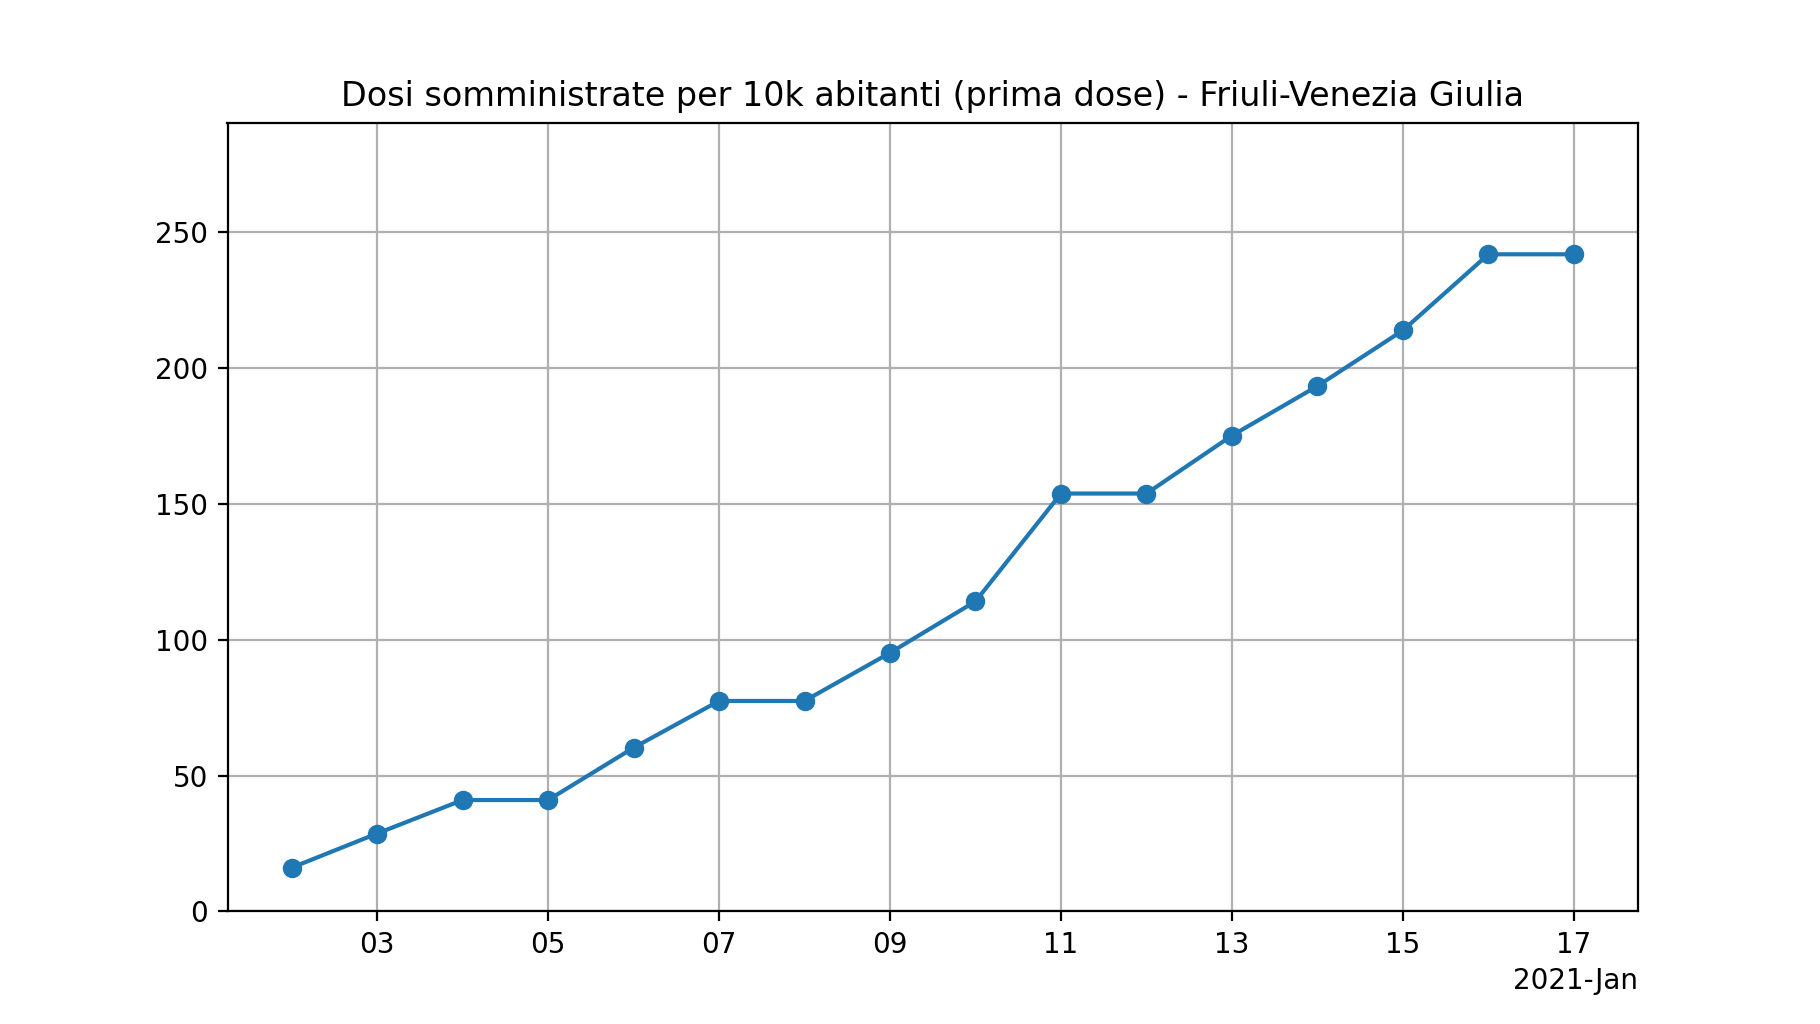 Dosi somministrate per 10k abitanti (prima dose) - Friuli-Venezia Giulia
250
200
150
100
50
0
03 05 07 09 11 13 15 17
2021-Jan